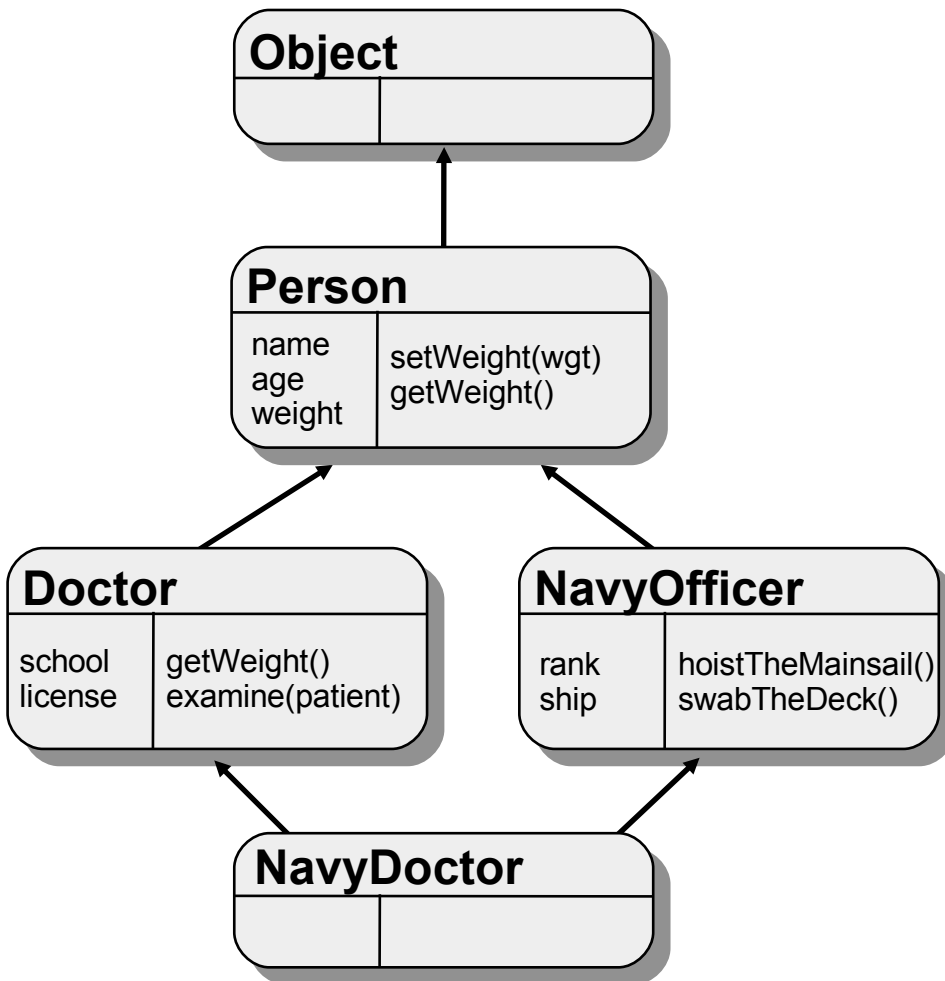 Object
Person
name
age
weight
setWeight(wgt)
getWeight()
Doctor
school
license
getWeight()
examine(patient)
NavyOfficer
rank
ship
hoistTheMainsail()
swabTheDeck()
NavyDoctor